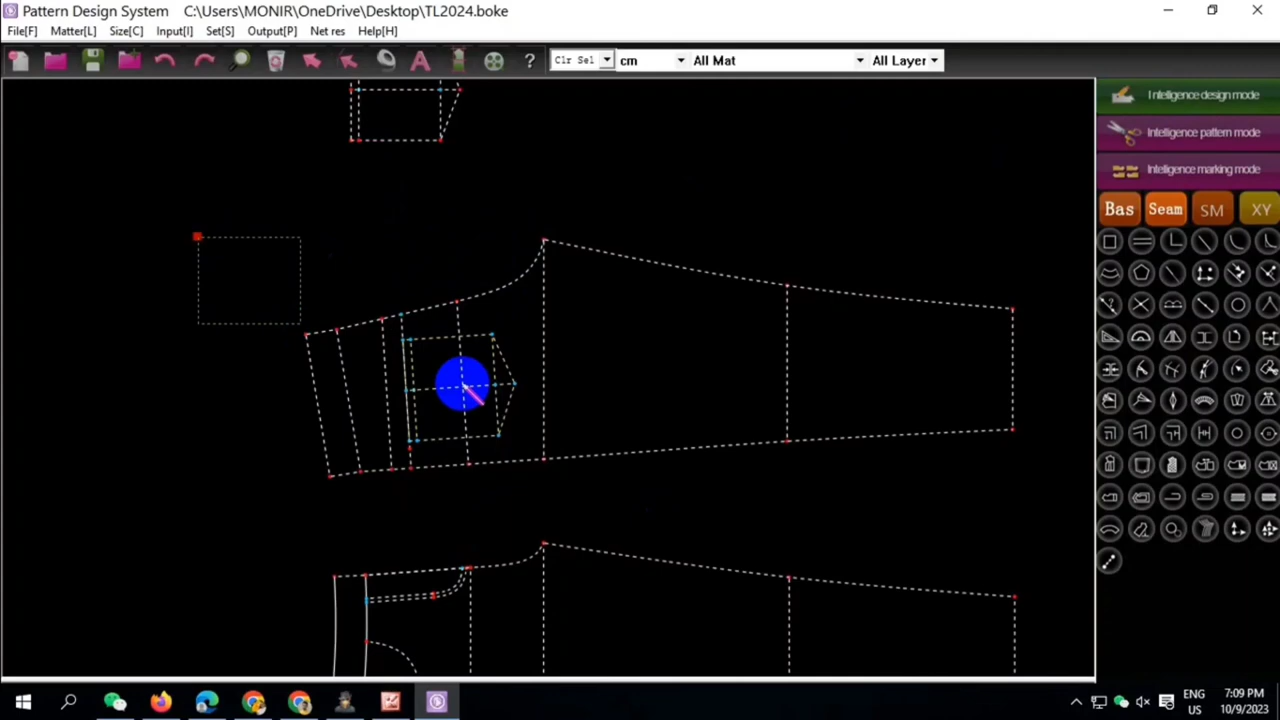 Pattern Design System C:\Users\MONIR\OneDrive\Desktop\TL2024.boke
File[F] Matter[L] Size[C] Input[I] Set[S] Output[P] Net res Help[H]
A ? Clr Sel cm All Mat All Layer
Intelligence design mode
Intelligence pattern mode
Intelligence marking mode
Bas Seam SM XY
ENG 7:09 PM
US 10/9/2023